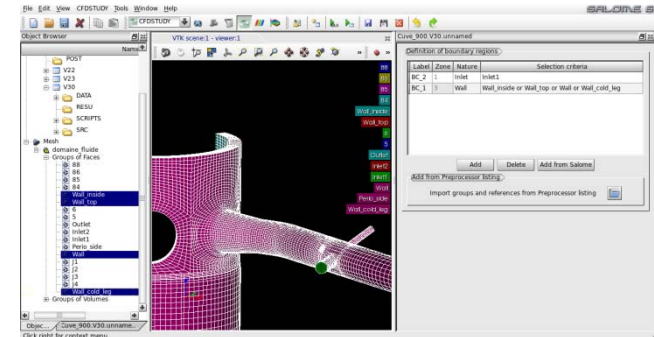 File Edit View CFDSTUDY Tools Window Help
SALOME 6
CFDSTUDY
Object Browser
Name
POST
V22
V23
V30
DATA
RESU
SCRIPTS
SRC
Mesh
domaine_fluide
Groups of Faces
88
86
85
84
Wall_inside
Wall_top
6
5
Outlet
Inlet2
Inlet1
Perio_side
Wall
J1
J2
J3
J4
Wall_cold_leg
Groups of Volumes
Objec...
Cuve_900.V30.unname...
Click right for context menu
VTK scene:1 - viewer:1
88
86
85
84
Wall_inside
Wall_top
6
5
Outlet
Inlet2
Inlet1
Wall
Perio_side
Wall_cold_leg
Cuve_900.V30.unnamed
Definition of boundary regions
Label Zone Nature Selection criteria
BC_2 1 Inlet Inlet1
BC_1 3 Wall Wall_inside or Wall_top or Wall or Wall_cold_leg
Add Delete Add from Salome
Add from Preprocessor listing
Import groups and references from Preprocessor listing